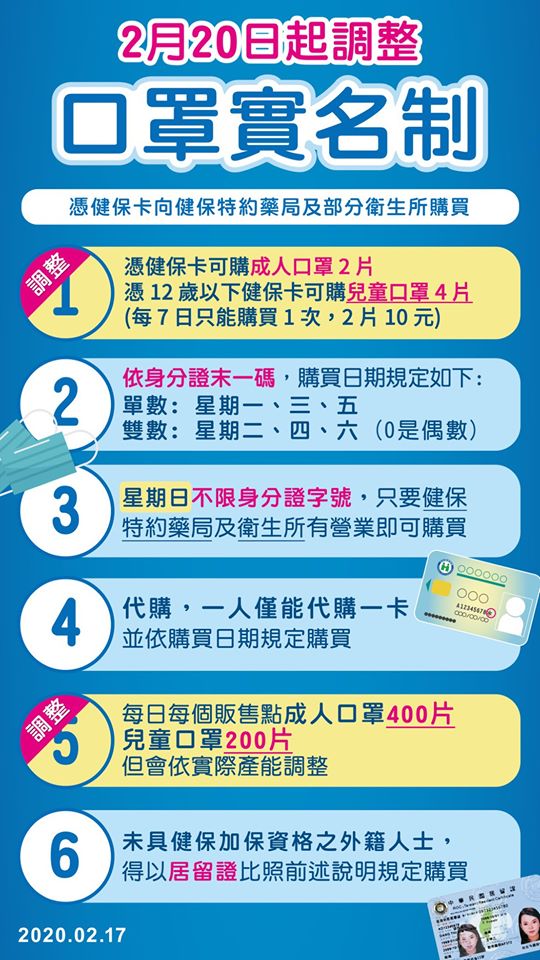 2月20日起調整
口罩實名制
憑健保卡向健保特約藥局及部分衛生所購買
調整
1
憑健保卡可購成人口罩2片
憑12歲以下健保卡可購兒童口罩4片
(每7日只能購買1次，2片10元)
2
依身分證末一碼，購買日期規定如下:
單數: 星期一、三、五
雙數: 星期二、四、六 (0是偶數)
3
星期日不限身分證字號，只要健保
特約藥局及衛生所有營業即可購買
4
代購，一人僅能代購一卡
並依購買日期規定購買
調整
5
每日每個販售點成人口罩400片
兒童口罩200片
但會依實際產能調整
6
未具健保加保資格之外籍人士，
得以居留證比照前述說明規定購買
中華民國居留證
2020.02.17